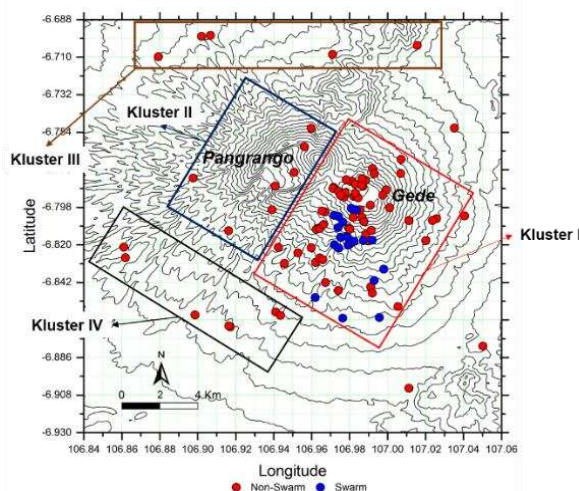 -6.688
-6.710
-6.732
Kluster II
-6.784
Pangrango
Kluster III
Gede
-6.798
Latitude
-6.820
Kluster I
-6.842
Kluster IV
-6.886
N
-6.908
0 2 4 Km
-6.930
106.84 106.86 106.88 106.90 106.92 106.94 106.96 106.98 107.00 107.02 107.04 107.06
Longitude
Non-Swarm Swarm